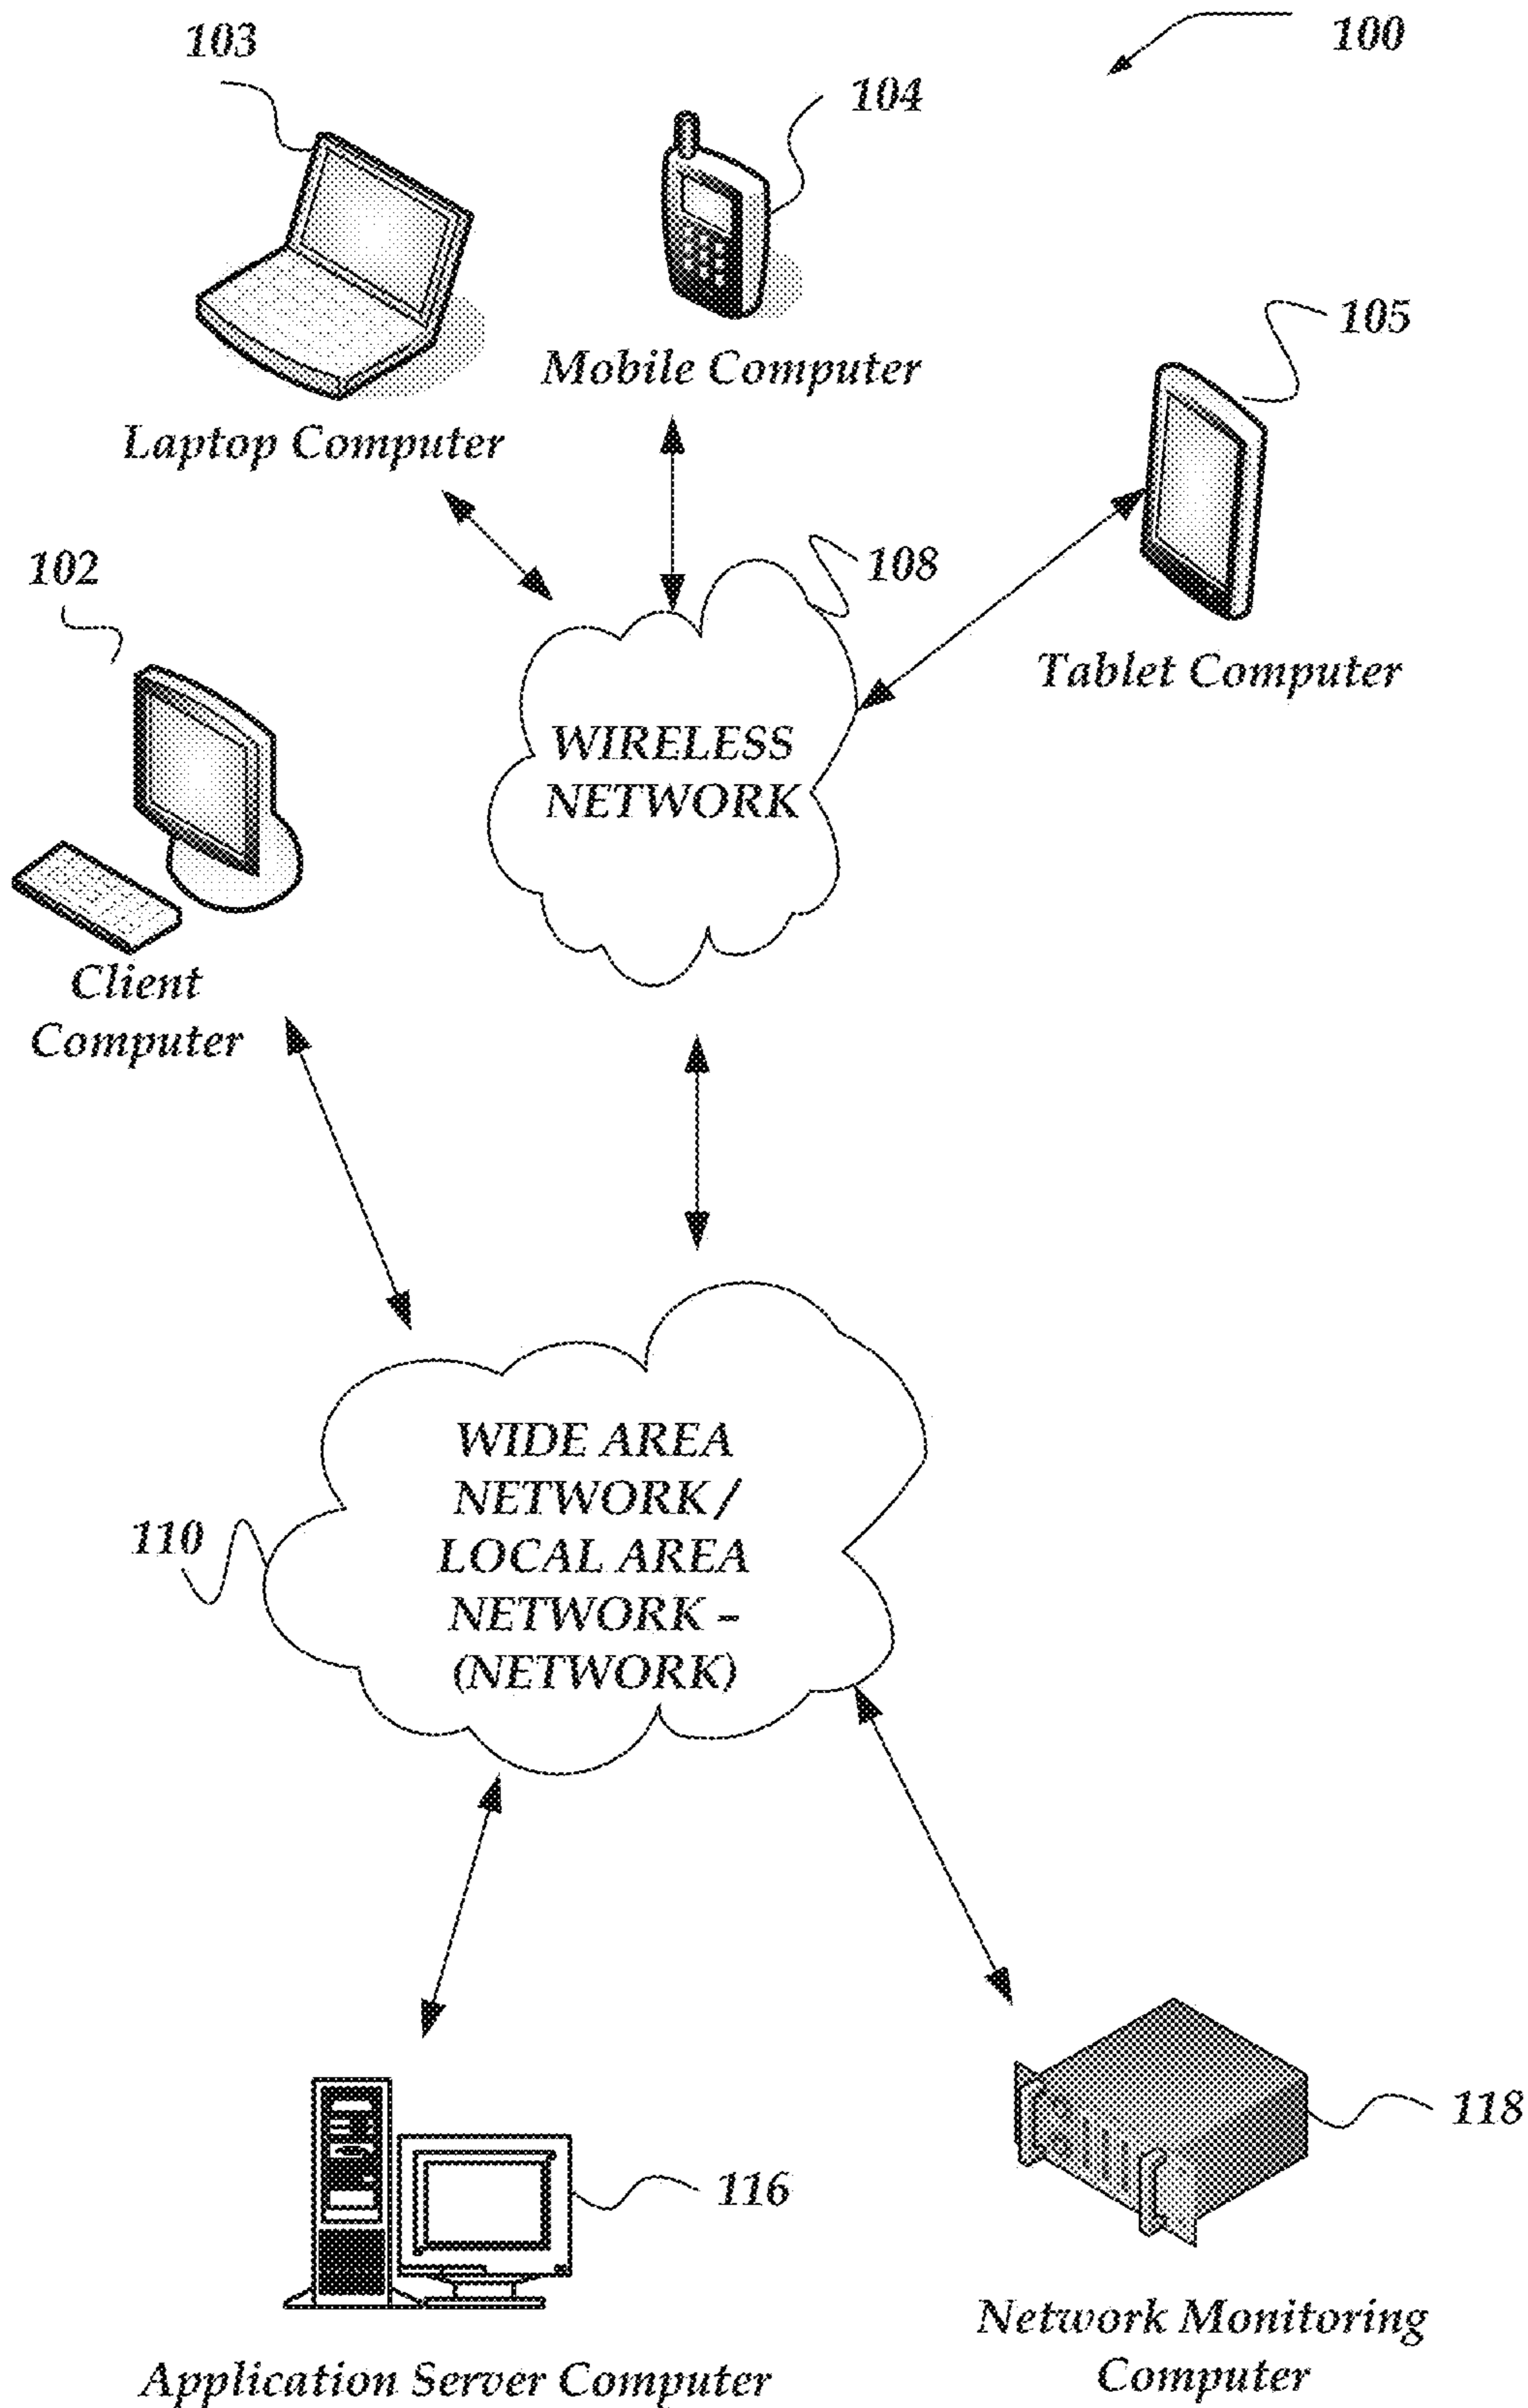 100
103
104
Mobile Computer
105
Laptop Computer
108
Tablet Computer
102
WIRELESS
NETWORK
Client
Computer
WIDE AREA
NETWORK /
LOCAL AREA
NETWORK –
(NETWORK)
110
116
118
Application Server Computer
Network Monitoring
Computer